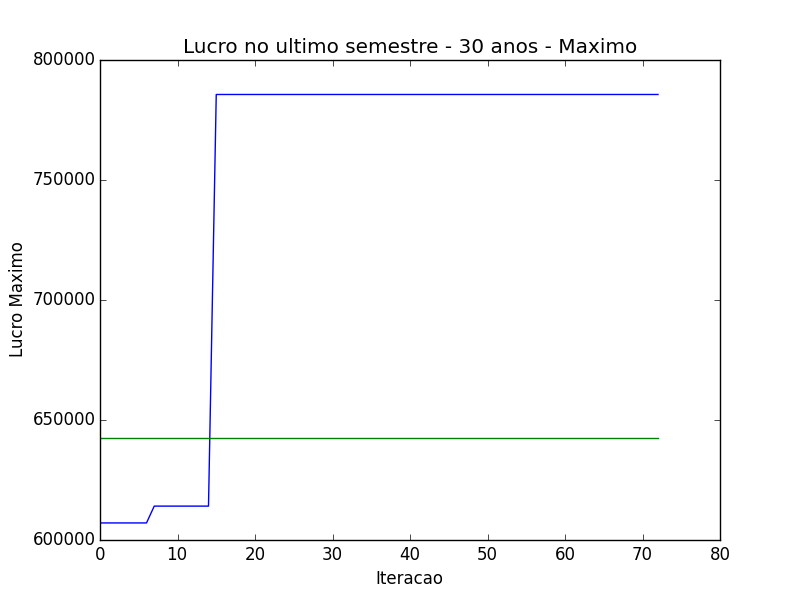 Lucro no ultimo semestre - 30 anos - Maximo
800000
750000
700000
650000
600000
Lucro Maximo
0 10 20 30 40 50 60 70 80
Iteracao